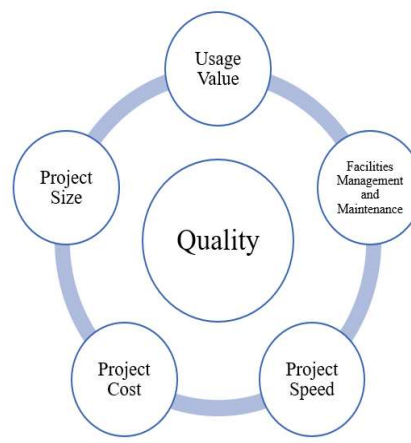 Usage
Value
Facilities
Management
and
Maintenance
Project
Size
Quality
Project
Cost
Project
Speed